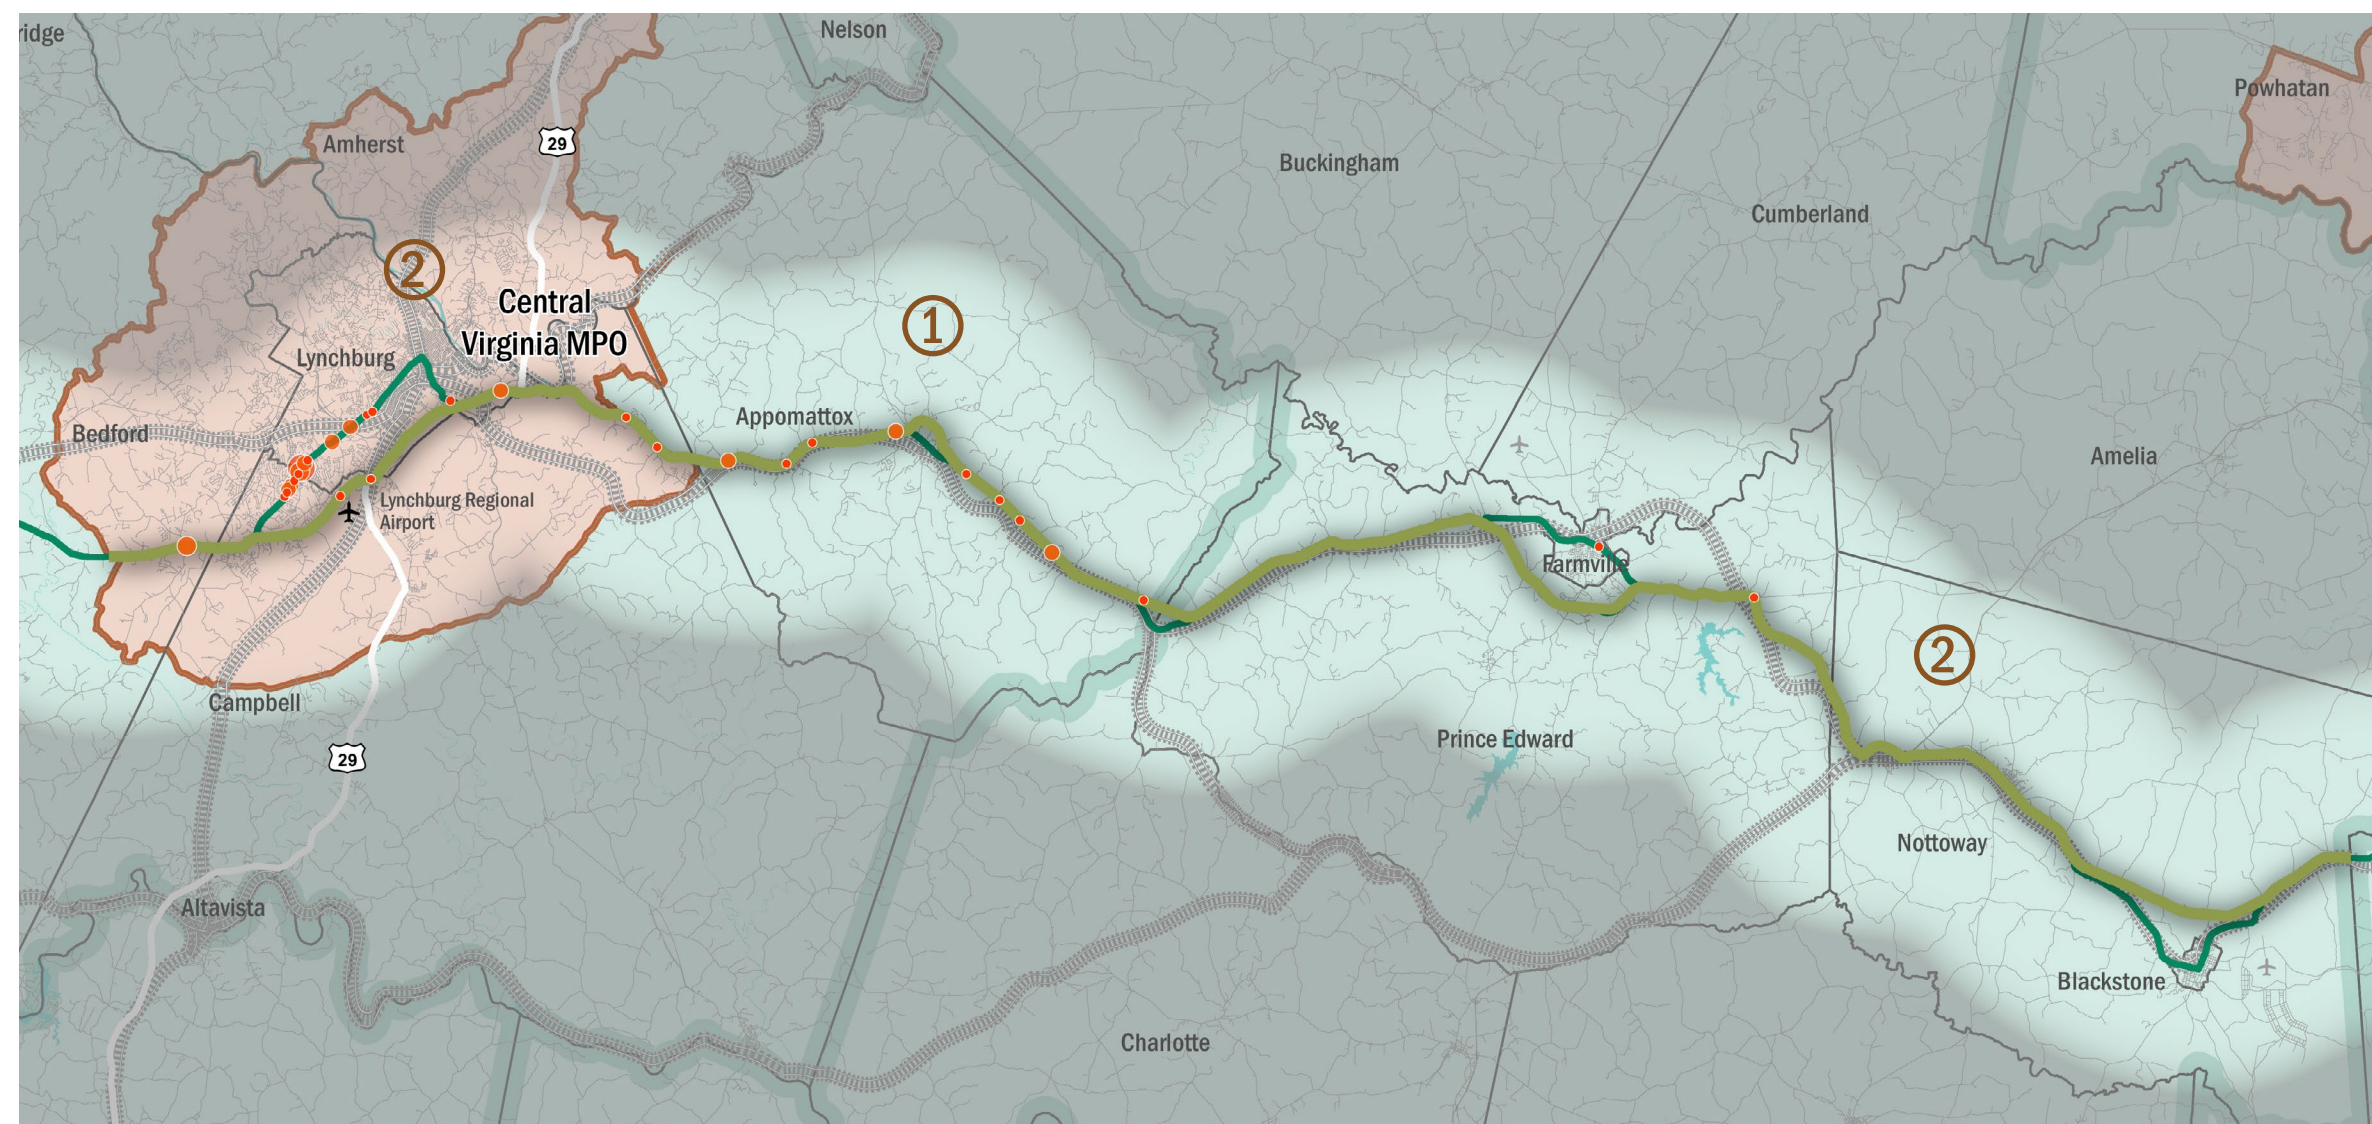 ridge
Nelson
Powhatan
Amherst
29
Buckingham
Cumberland
2
Central
Virginia MPO
1
Lynchburg
Appomattox
Bedford
Amelia
Lynchburg Regional
Airport
Farmville
2
Campbell
Prince Edward
29
Nottoway
Altavista
Blackstone
Charlotte